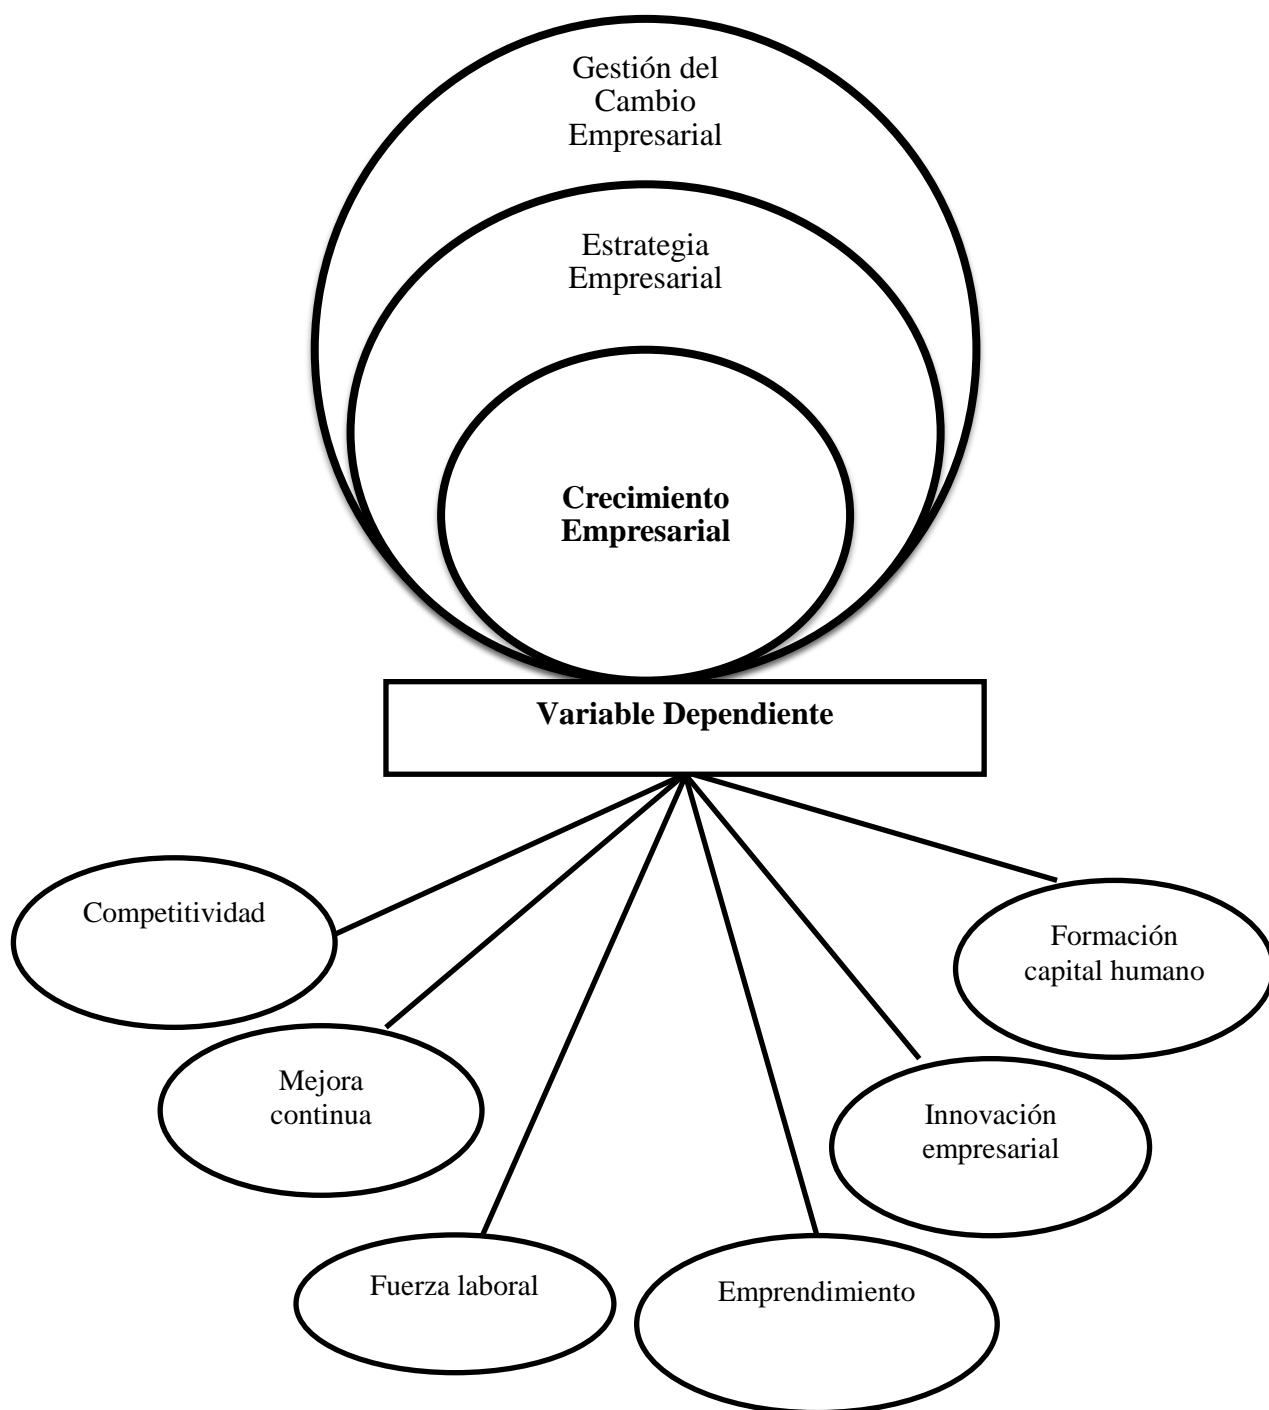 Gestión del
Cambio
Empresarial
Estrategia
Empresarial
Crecimiento
Empresarial
Variable Dependiente
Competitividad
Formación
capital humano
Mejora
continua
Innovación
empresarial
Fuerza laboral
Emprendimiento